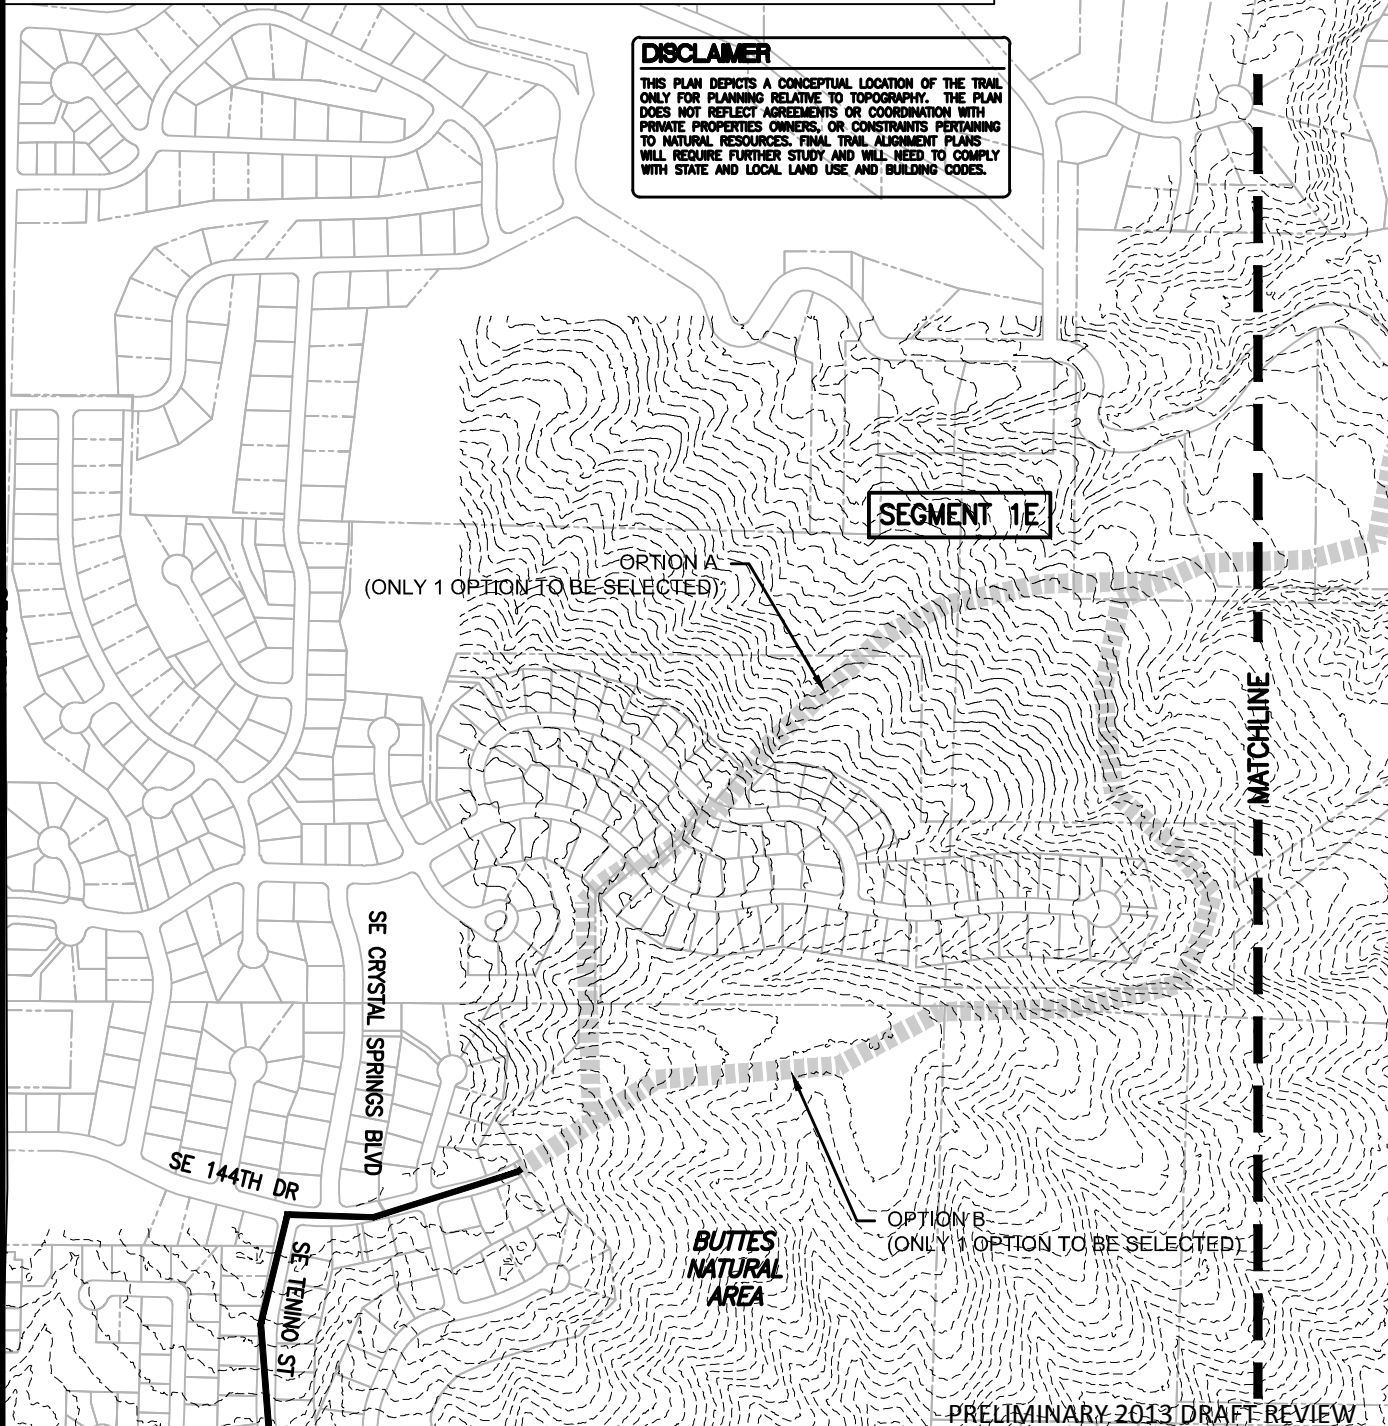 DISCLAIMER
THIS PLAN DEPICTS A CONCEPTUAL LOCATION OF THE TRAIL
ONLY FOR PLANNING RELATIVE TO TOPOGRAPHY. THE PLAN
DOES NOT REFLECT AGREEMENTS OR COORDINATION WITH
PRIVATE PROPERTIES OWNERS, OR CONSTRAINTS PERTAINING
TO NATURAL RESOURCES. FINAL TRAIL ALIGNMENT PLANS
WILL REQUIRE FURTHER STUDY AND WILL NEED TO COMPLY
WITH STATE AND LOCAL LAND USE AND BUILDING CODES.
SEGMENT 1E
OPTION A
(ONLY 1 OPTION TO BE SELECTED)
MATCHLINE
SE CRYSTAL SPRINGS BLVD
SE 144TH DR
SE TENINO ST
OPTION B
(ONLY 1 OPTION TO BE SELECTED)
BUTTES
NATURAL
AREA
PRELIMINARY 2013 DRAFT REVIEW